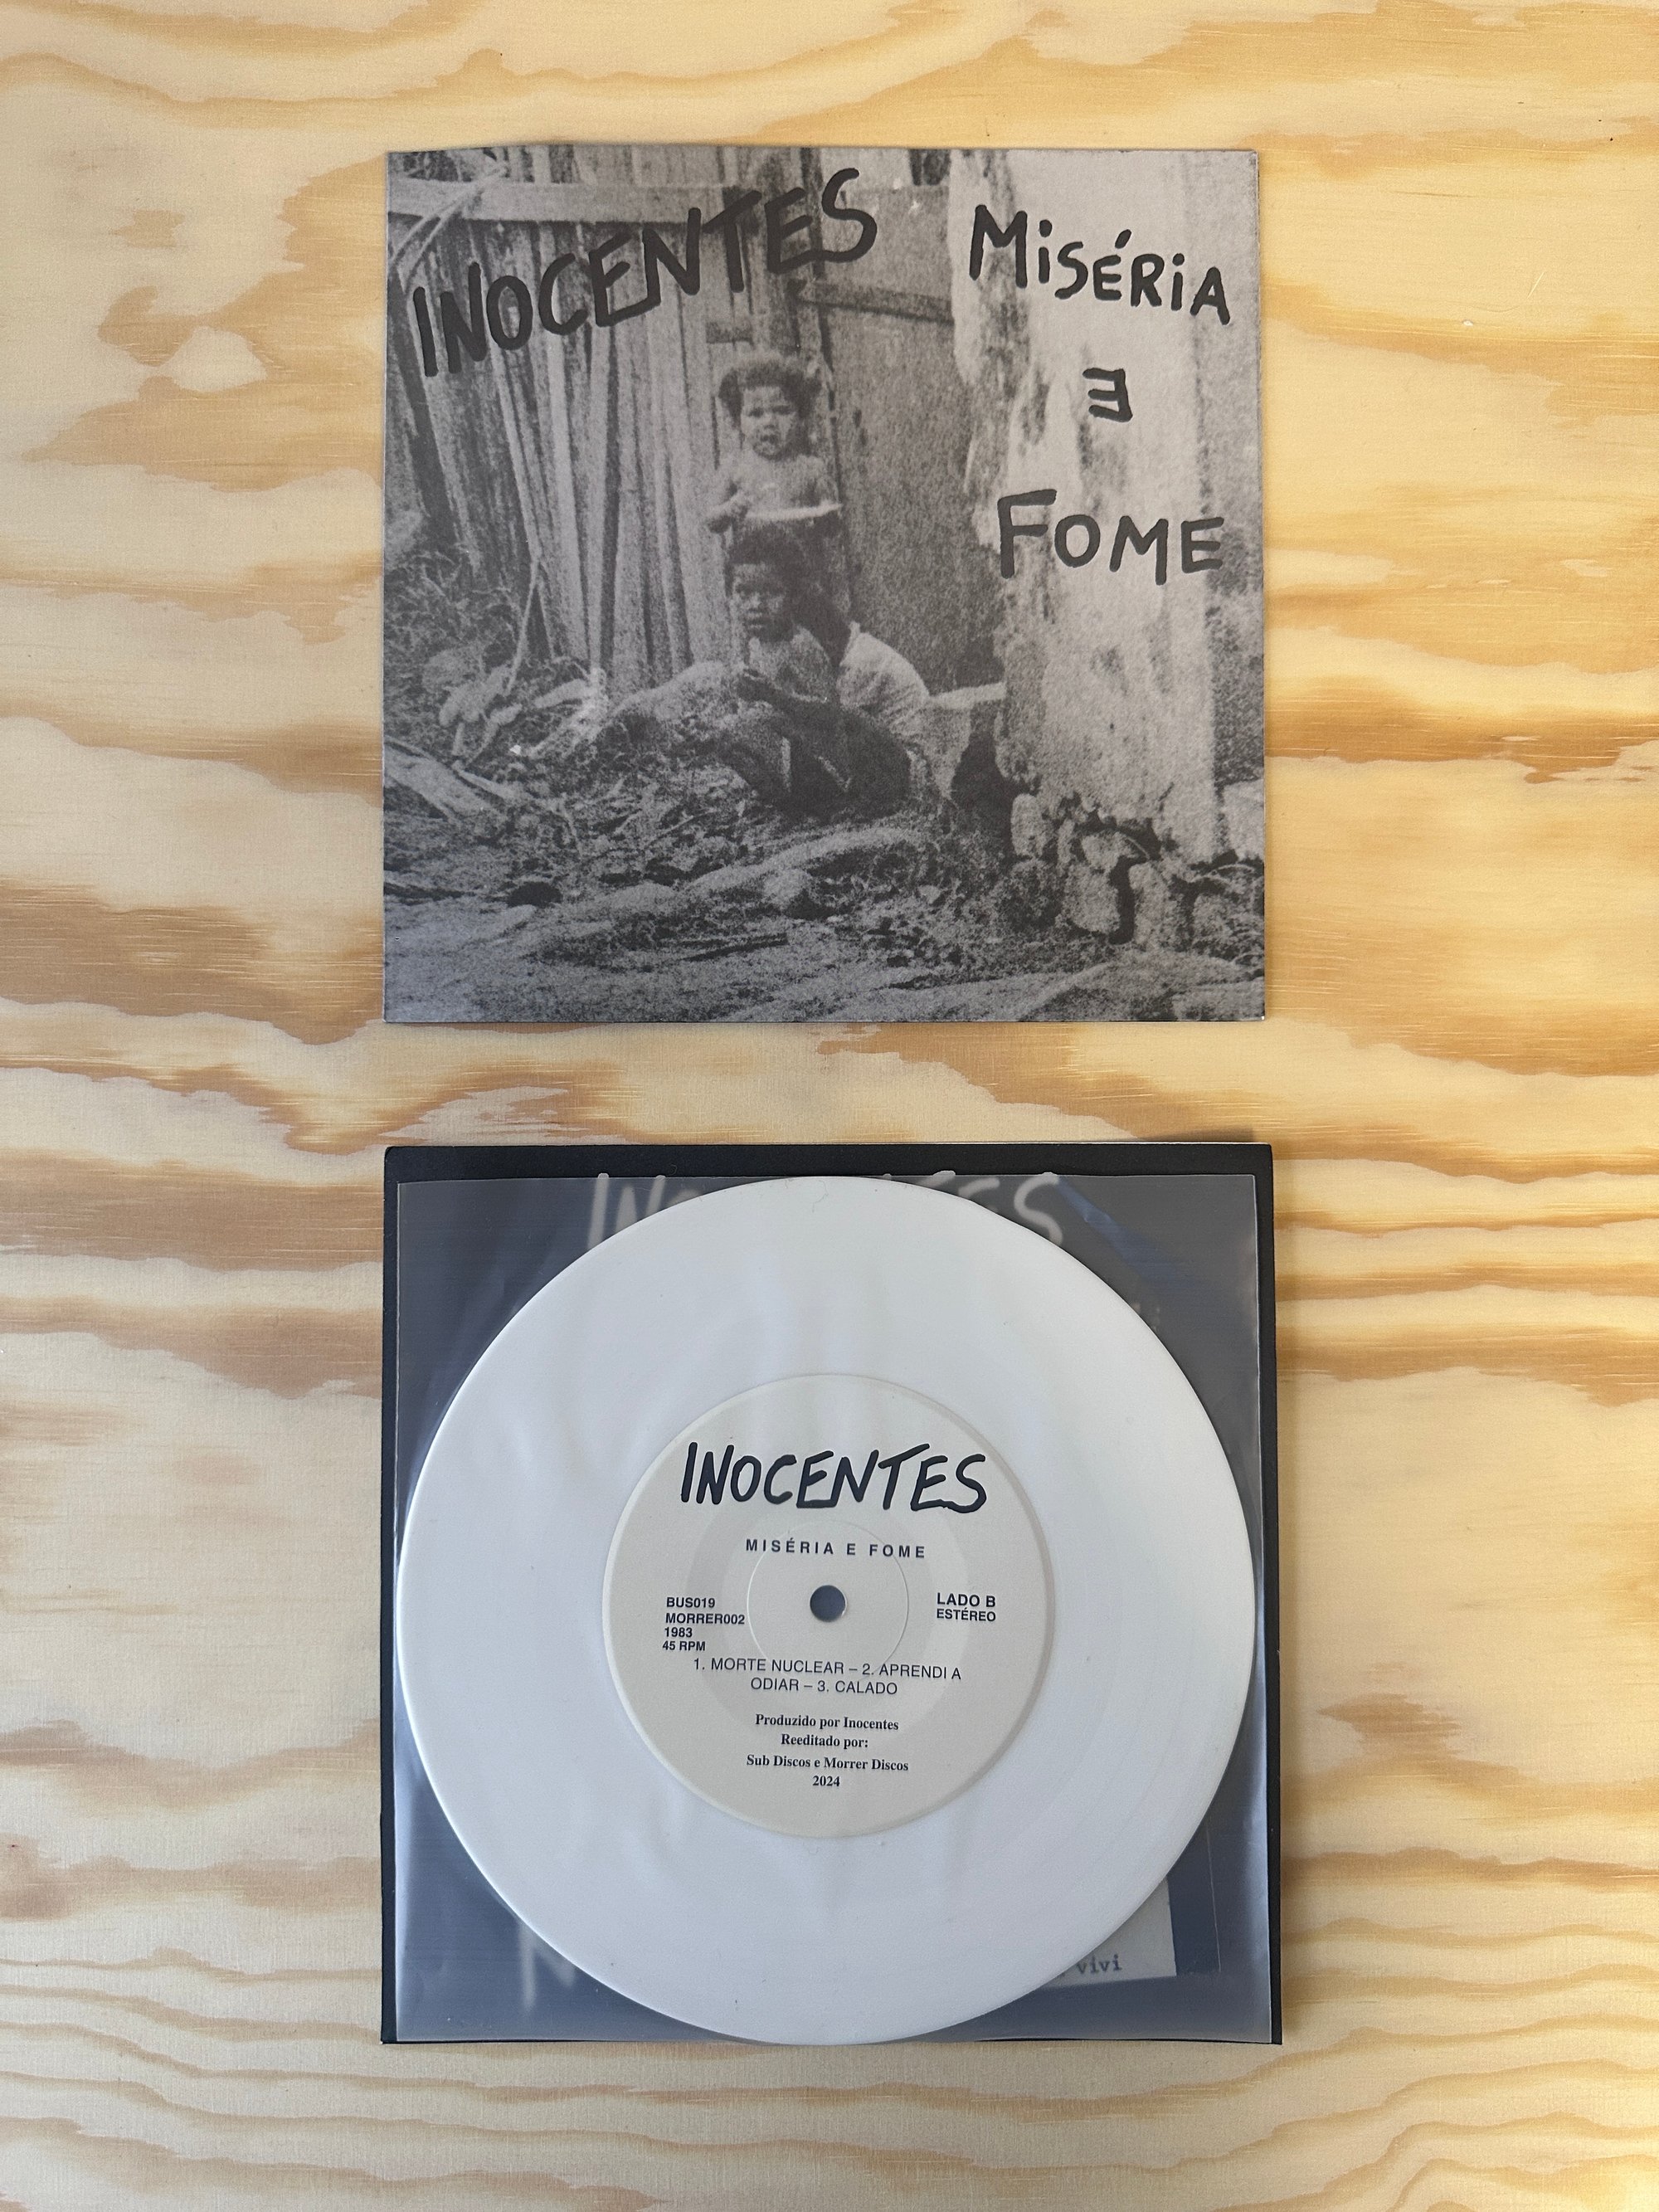 INOCENTES
MiSÉRiA
E
FOME
INOCENTES
MISÉRIA E FOME
BUS019
MORRER002
1983
45 RPM
LADO B
ESTÉREO
1. MORTE NUCLEAR – 2. APRENDI A
ODIAR – 3. CALADO
Produzido por Inocentes
Reeditado por:
Sub Discos e Morrer Discos
2024
vivi